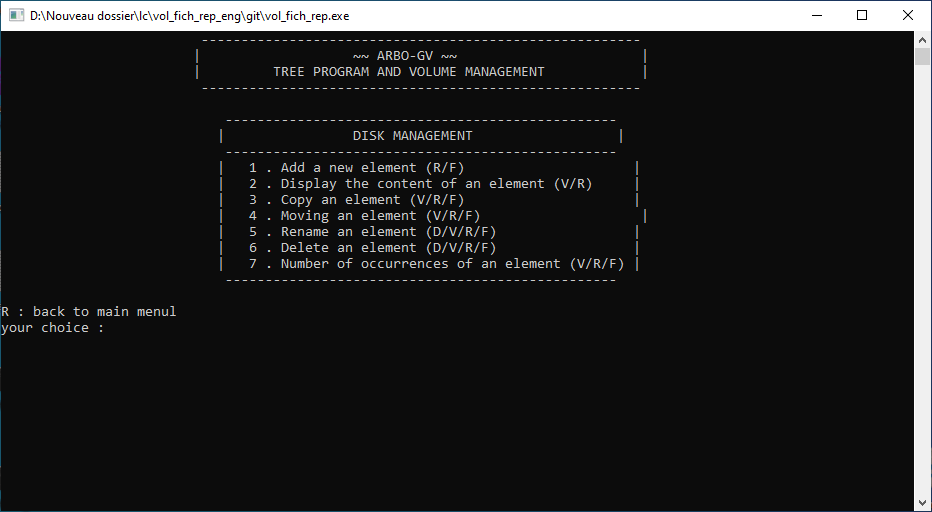 D:\Nouveau dossier\lc\vol_fich_rep_eng\git\vol_fich_rep.exe
---------------------------------------------------------
| ~~ ARBO-GV ~~ |
| TREE PROGRAM AND VOLUME MANAGEMENT |
---------------------------------------------------------
-------------------------------------------------
| DISK MANAGEMENT |
-------------------------------------------------
| 1 . Add a new element (R/F) |
| 2 . Display the content of an element (V/R) |
| 3 . Copy an element (V/R/F) |
| 4 . Moving an element (V/R/F) |
| 5 . Rename an element (D/V/R/F) |
| 6 . Delete an element (D/V/R/F) |
| 7 . Number of occurrences of an element (V/R/F) |
-------------------------------------------------
R : back to main menul
your choice :